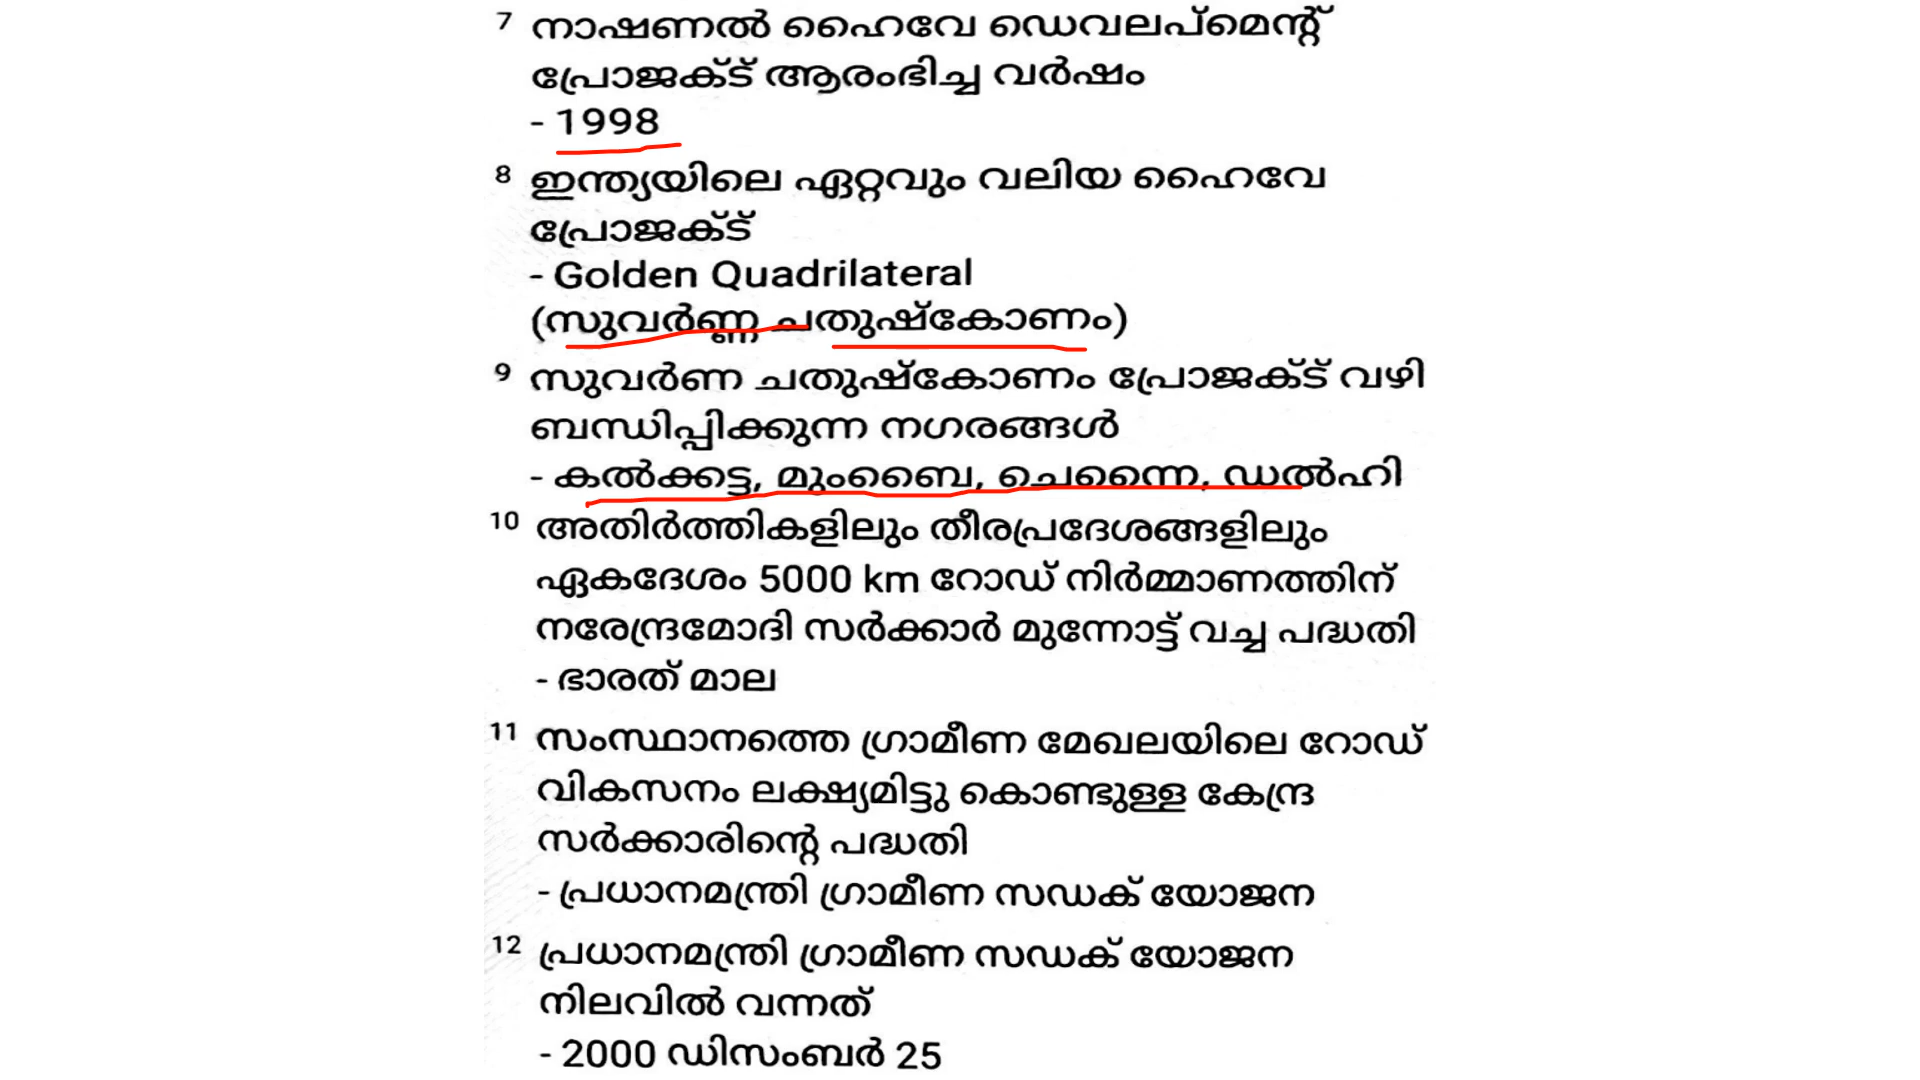 7 നാഷണൽ ഹൈവേ ഡെവലപ്മെന്റ്
പ്രോജക്ട് ആരംഭിച്ച വർഷം
- 1998
8 ഇന്ത്യയിലെ ഏറ്റവും വലിയ ഹൈവേ
പ്രോജക്ട്
- Golden Quadrilateral
(സുവർണ്ണ ചതുഷ്കോണം)
9 സുവർണ ചതുഷ്കോണം പ്രോജക്ട് വഴി
ബന്ധിപ്പിക്കുന്ന നഗരങ്ങൾ
- കൽക്കട്ട, മുംബൈ, ചെന്നൈ, ഡൽഹി
10 അതിർത്തികളിലും തീരപ്രദേശങ്ങളിലും
ഏകദേശം 5000 km റോഡ് നിർമ്മാണത്തിന്
നരേന്ദ്രമോദി സർക്കാർ മുന്നോട്ട് വച്ച പദ്ധതി
- ഭാരത് മാല
11 സംസ്ഥാനത്തെ ഗ്രാമീണ മേഖലയിലെ റോഡ്
വികസനം ലക്ഷ്യമിട്ടു കൊണ്ടുള്ള കേന്ദ്ര
സർക്കാരിന്റെ പദ്ധതി
- പ്രധാനമന്ത്രി ഗ്രാമീണ സഡക് യോജന
12 പ്രധാനമന്ത്രി ഗ്രാമീണ സഡക് യോജന
നിലവിൽ വന്നത്
- 2000 ഡിസംബർ 25